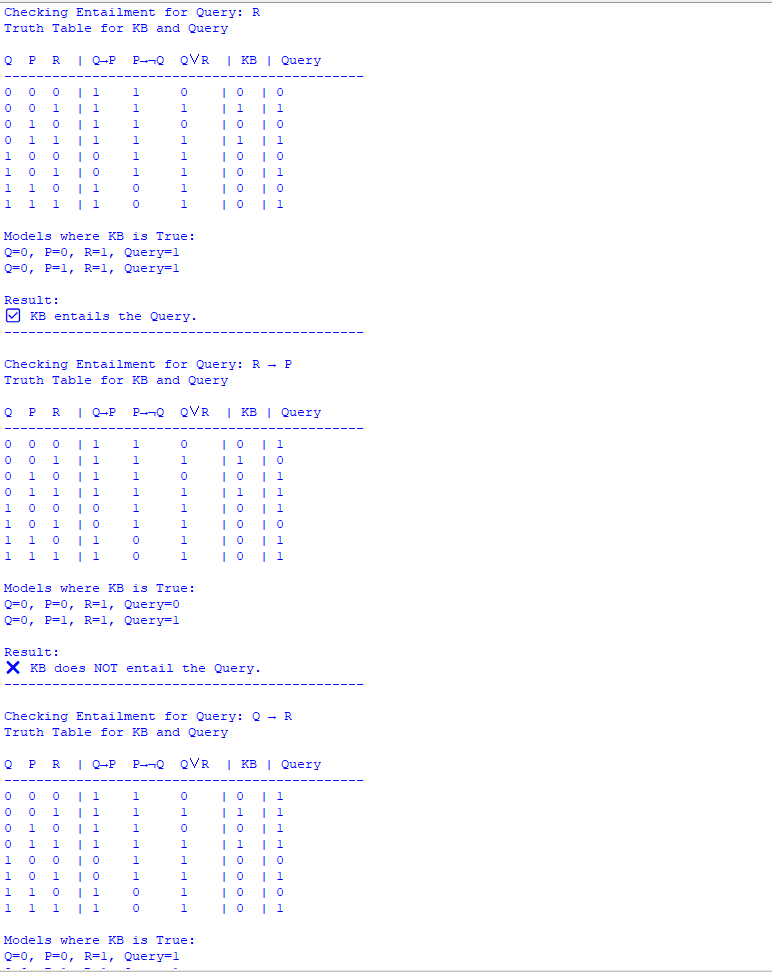 Checking Entailment for Query: R
Truth Table for KB and Query
Q P R | Q→P P→¬Q Q∨R | KB | Query
---------------------------------------------
0 0 0 | 1 1 0 | 0 | 0
0 0 1 | 1 1 1 | 1 | 1
0 1 0 | 1 1 0 | 0 | 0
0 1 1 | 1 1 1 | 1 | 1
1 0 0 | 0 1 1 | 0 | 0
1 0 1 | 0 1 1 | 0 | 1
1 1 0 | 1 0 1 | 0 | 0
1 1 1 | 1 0 1 | 0 | 1
Models where KB is True:
Q=0, P=0, R=1, Query=1
Q=0, P=1, R=1, Query=1
Result:
☑ KB entails the Query.
---------------------------------------------
Checking Entailment for Query: R → P
Truth Table for KB and Query
Q P R | Q→P P→¬Q Q∨R | KB | Query
---------------------------------------------
0 0 0 | 1 1 0 | 0 | 1
0 0 1 | 1 1 1 | 1 | 0
0 1 0 | 1 1 0 | 0 | 1
0 1 1 | 1 1 1 | 1 | 1
1 0 0 | 0 1 1 | 0 | 1
1 0 1 | 0 1 1 | 0 | 0
1 1 0 | 1 0 1 | 0 | 1
1 1 1 | 1 0 1 | 0 | 1
Models where KB is True:
Q=0, P=0, R=1, Query=0
Q=0, P=1, R=1, Query=1
Result:
❌ KB does NOT entail the Query.
---------------------------------------------
Checking Entailment for Query: Q → R
Truth Table for KB and Query
Q P R | Q→P P→¬Q Q∨R | KB | Query
---------------------------------------------
0 0 0 | 1 1 0 | 0 | 1
0 0 1 | 1 1 1 | 1 | 1
0 1 0 | 1 1 0 | 0 | 1
0 1 1 | 1 1 1 | 1 | 1
1 0 0 | 0 1 1 | 0 | 0
1 0 1 | 0 1 1 | 0 | 1
1 1 0 | 1 0 1 | 0 | 0
1 1 1 | 1 0 1 | 0 | 1
Models where KB is True:
Q=0, P=0, R=1, Query=1